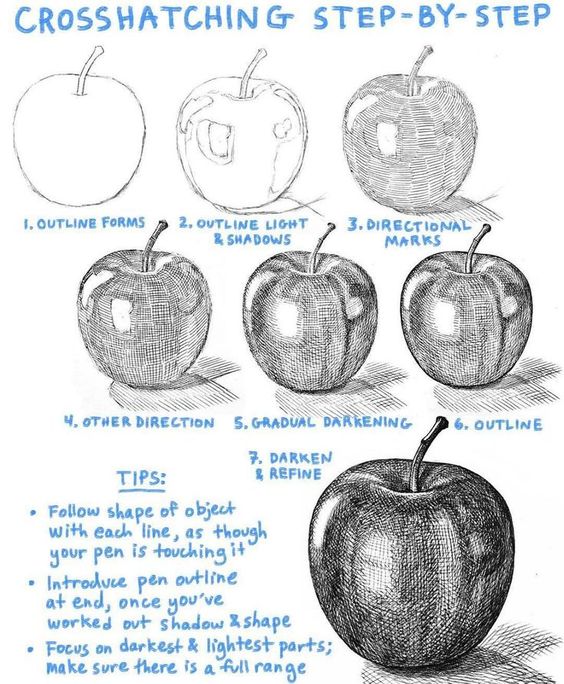 CROSSHATCHING STEP-BY-STEP
1. OUTLINE FORMS
2. OUTLINE LIGHT
& SHADOWS
3. DIRECTIONAL
MARKS
4. OTHER DIRECTION
5. GRADUAL DARKENING
6. OUTLINE
7. DARKEN
& REFINE
TIPS:
• Follow shape of object
with each line, as though
your pen is touching it
• Introduce pen outline
at end, once you've
worked out shadow & shape
• Focus on darkest & lightest parts;
make sure there is a full range